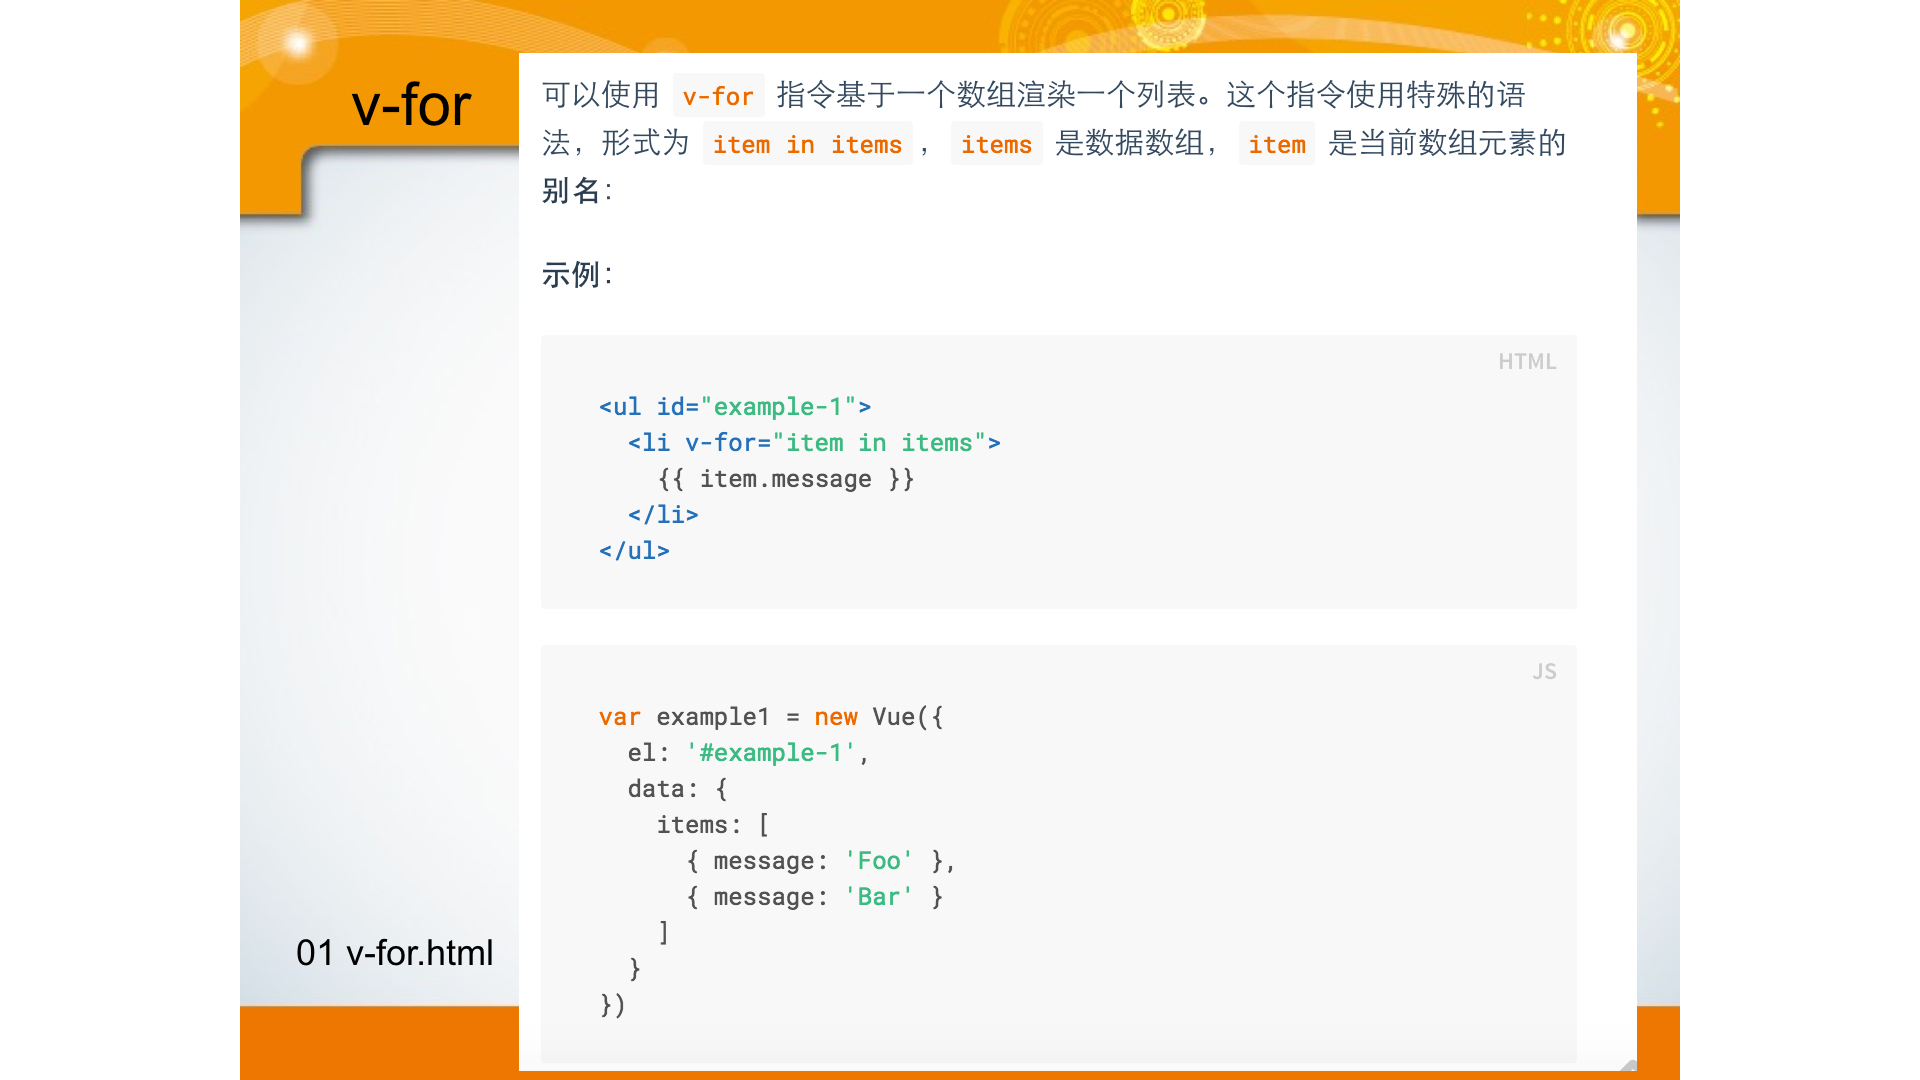 v-for
可以使用 v-for 指令基于一个数组渲染一个列表。这个指令使用特殊的语
法，形式为 item in items ， items 是数据数组， item 是当前数组元素的
别名：
示例：
HTML
<ul id="example-1">
  <li v-for="item in items">
    {{ item.message }}
  </li>
</ul>
JS
var example1 = new Vue({
  el: '#example-1',
  data: {
    items: [
      { message: 'Foo' },
      { message: 'Bar' }
    ]
  }
})
01 v-for.html